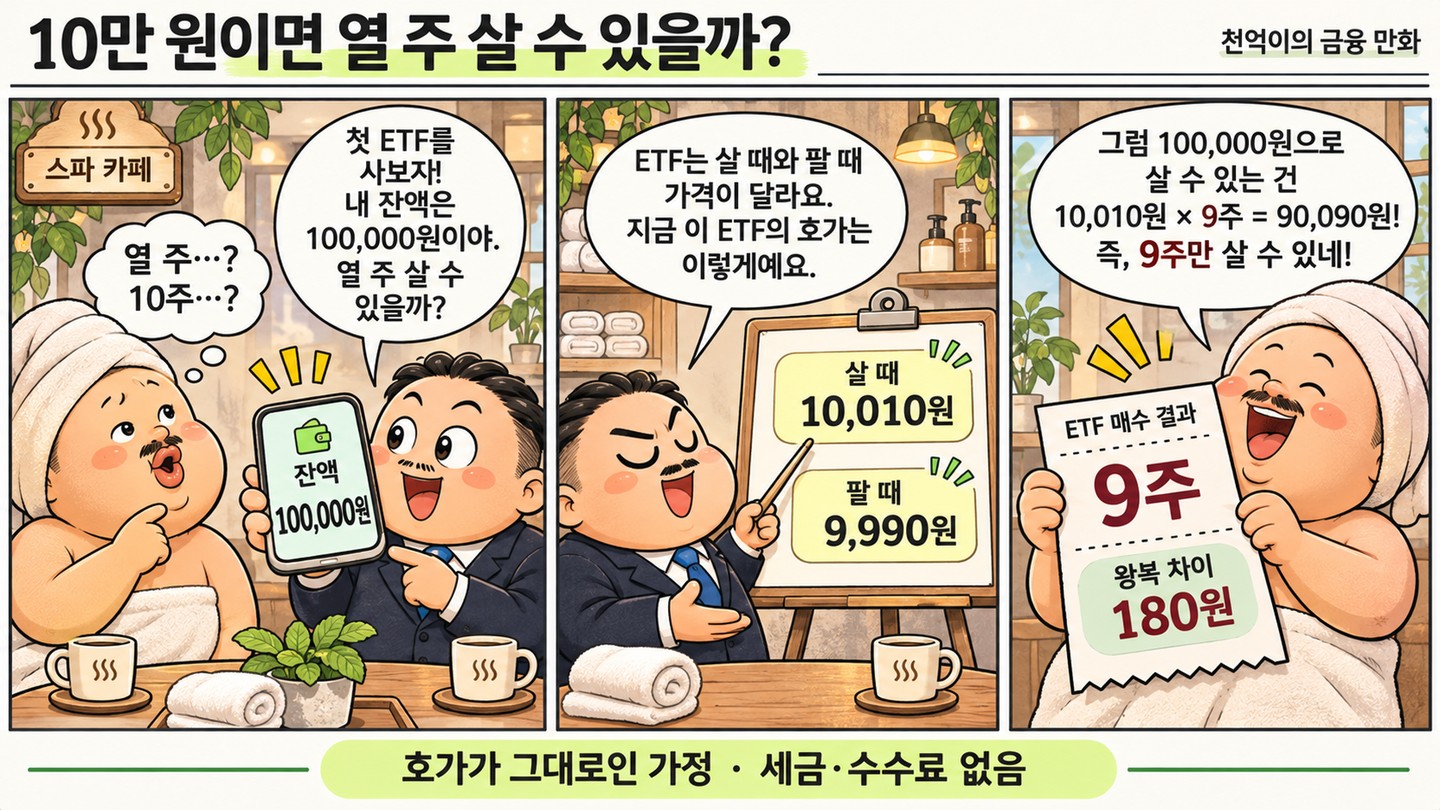 10만 원이면 열 주 살 수 있을까?
천억이의 금융 만화
스파 카페
열 주…?
10주…?
첫 ETF를
사보자!
내 잔액은
100,000원이야.
열 주 살 수
있을까?
잔액
100,000원
ETF는 살 때와 팔 때
가격이 달라요.
지금 이 ETF의 호가는
이렇게예요.
살 때
10,010원
팔 때
9,990원
그럼 100,000원으로
살 수 있는 건
10,010원 × 9주 = 90,090원!
즉, 9주만 살 수 있네!
ETF 매수 결과
9주
왕복 차이
180원
호가가 그대로인 가정 · 세금·수수료 없음